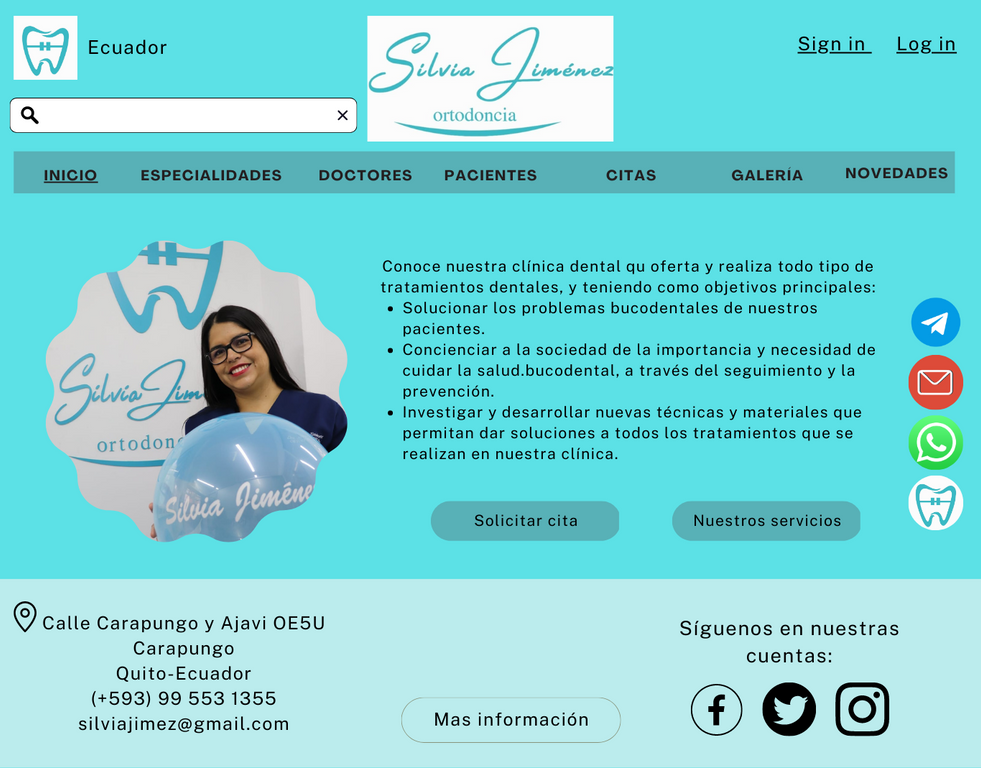 Ecuador
Silvia Jiménez
ortodoncia
Sign in
Log in
INICIO ESPECIALIDADES DOCTORES PACIENTES CITAS GALERÍA NOVEDADES
Silvia Jim
ortodonc
Silvia Jiméne
Conoce nuestra clínica dental qu oferta y realiza todo tipo de
tratamientos dentales, y teniendo como objetivos principales:
• Solucionar los problemas bucodentales de nuestros
pacientes.
• Concienciar a la sociedad de la importancia y necesidad de
cuidar la salud.bucodental, a través del seguimiento y la
prevención.
• Investigar y desarrollar nuevas técnicas y materiales que
permitan dar soluciones a todos los tratamientos que se
realizan en nuestra clínica.
Solicitar cita
Nuestros servicios
Calle Carapungo y Ajavi OE5U
Carapungo
Quito-Ecuador
(+593) 99 553 1355
silviajimez@gmail.com
Mas información
Síguenos en nuestras
cuentas: